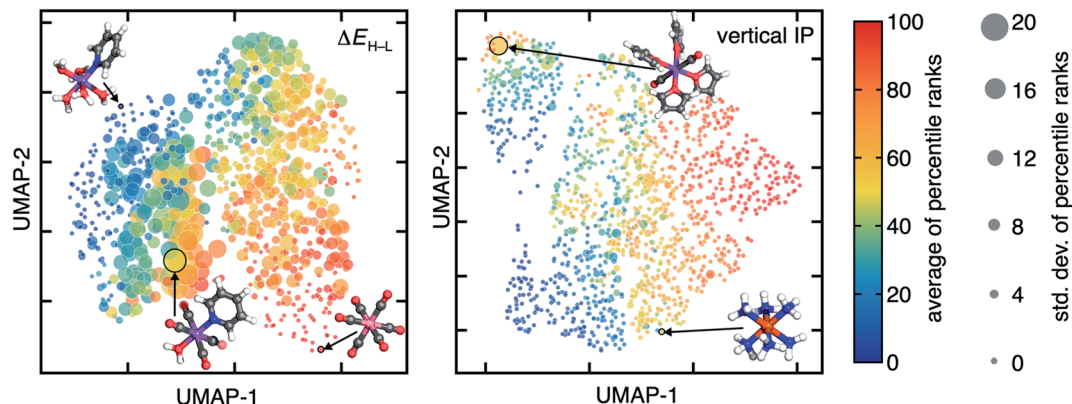 ΔE_H–L
UMAP-2
UMAP-1
vertical IP
UMAP-2
UMAP-1
100
80
60
40
20
0
average of percentile ranks
20
16
12
8
4
0
std. dev. of percentile ranks